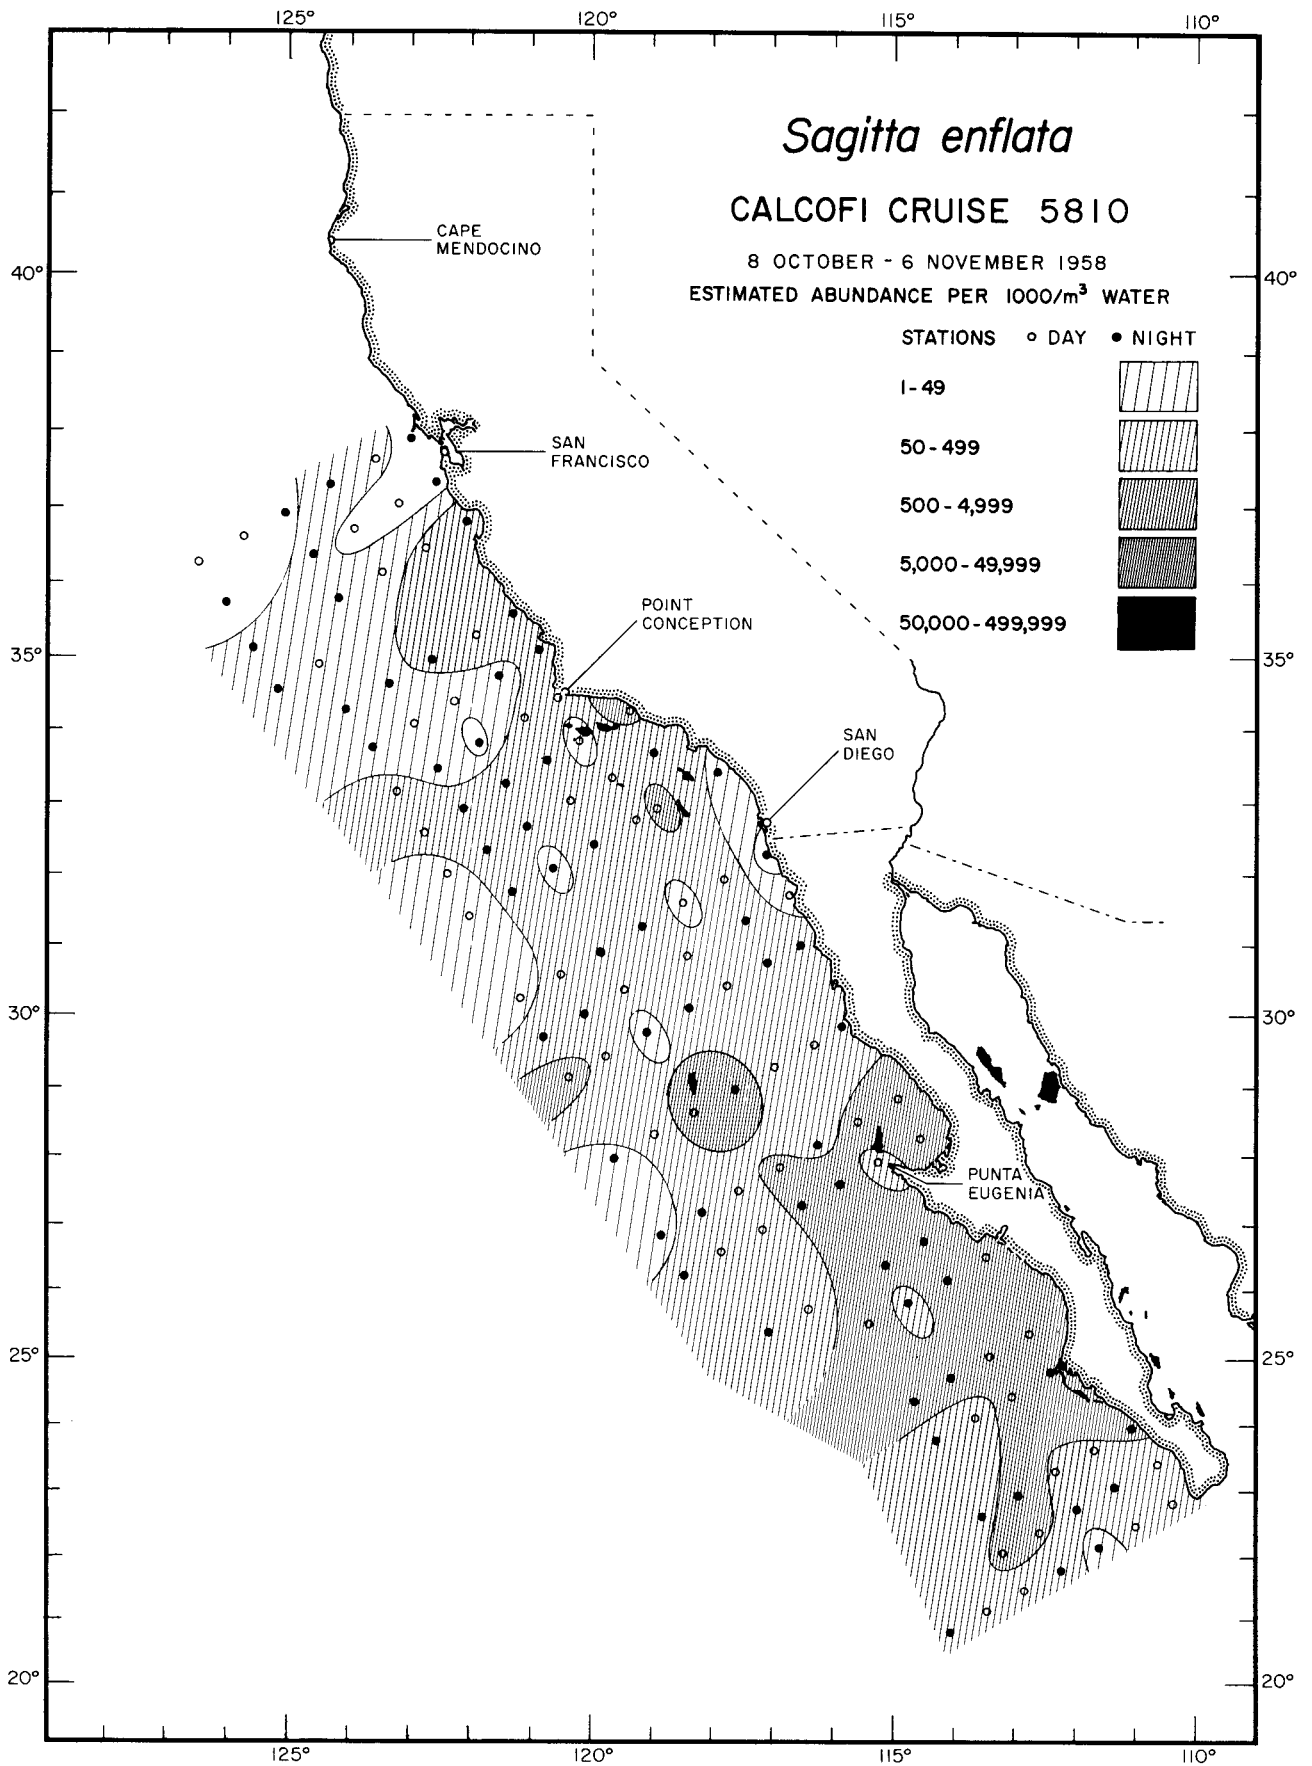 125° 120° 115° 110°
Sagitta enflata
CALCOFI CRUISE 5810
8 OCTOBER - 6 NOVEMBER 1958
ESTIMATED ABUNDANCE PER 1000/m³ WATER
STATIONS ○ DAY ● NIGHT
1-49
50-499
500-4,999
5,000-49,999
50,000-499,999
CAPE
MENDOCINO
40° 40°
SAN
FRANCISCO
POINT
CONCEPTION
35° 35°
SAN
DIEGO
30° 30°
PUNTA
EUGENIA
25° 25°
20° 20°
125° 120° 115° 110°